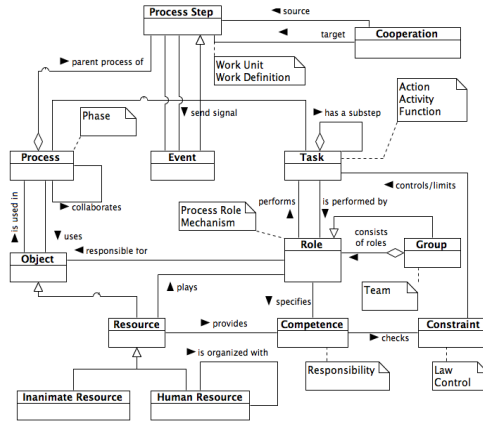 Process Step
source
Cooperation
target
parent process of
Work Unit
Work Definition
Action
Activity
Function
Phase
send signal
has a substep
Process
Event
Task
collaborates
controls/limits
is used in
uses
Process Role
Mechanism
performs
is performed by
responsible for
Object
Role
consists
of roles
Group
plays
specifies
Team
Resource
provides
Competence
checks
Constraint
is organized with
Responsibility
Law
Control
Inanimate Resource
Human Resource